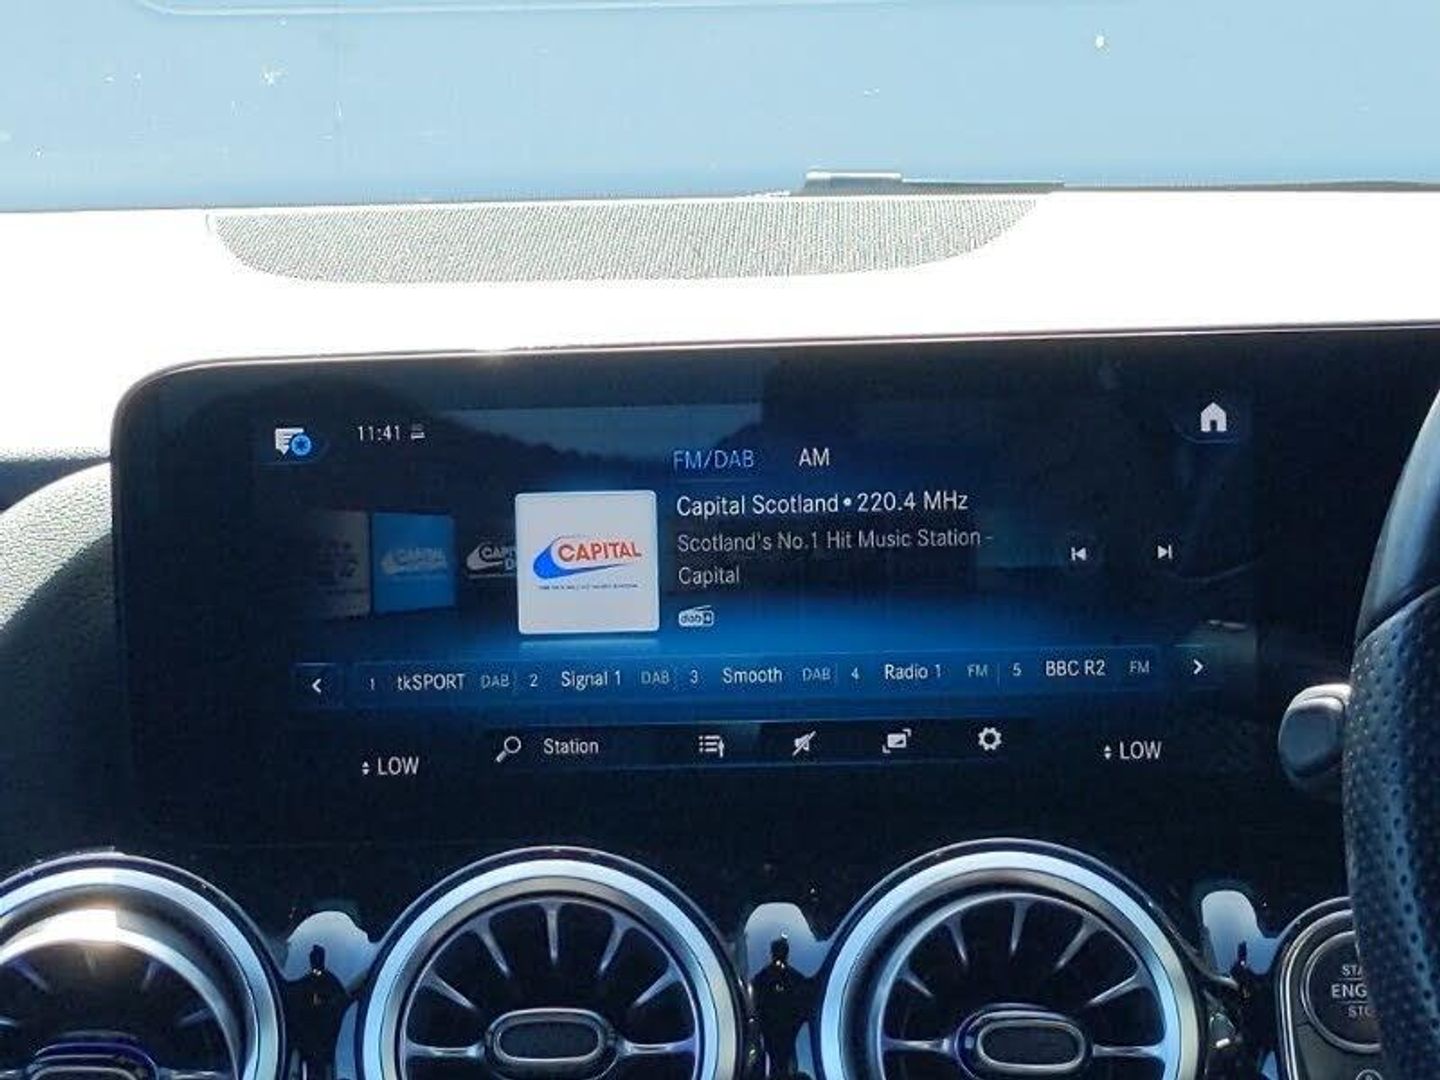 11:41
FM/DAB AM
Capital Scotland • 220.4 MHz
Scotland's No.1 Hit Music Station -
Capital
CAPITAL
CAPITAL
dab+
1 tkSPORT DAB 2 Signal 1 DAB 3 Smooth DAB 4 Radio 1 FM 5 BBC R2 FM
LOW Station LOW